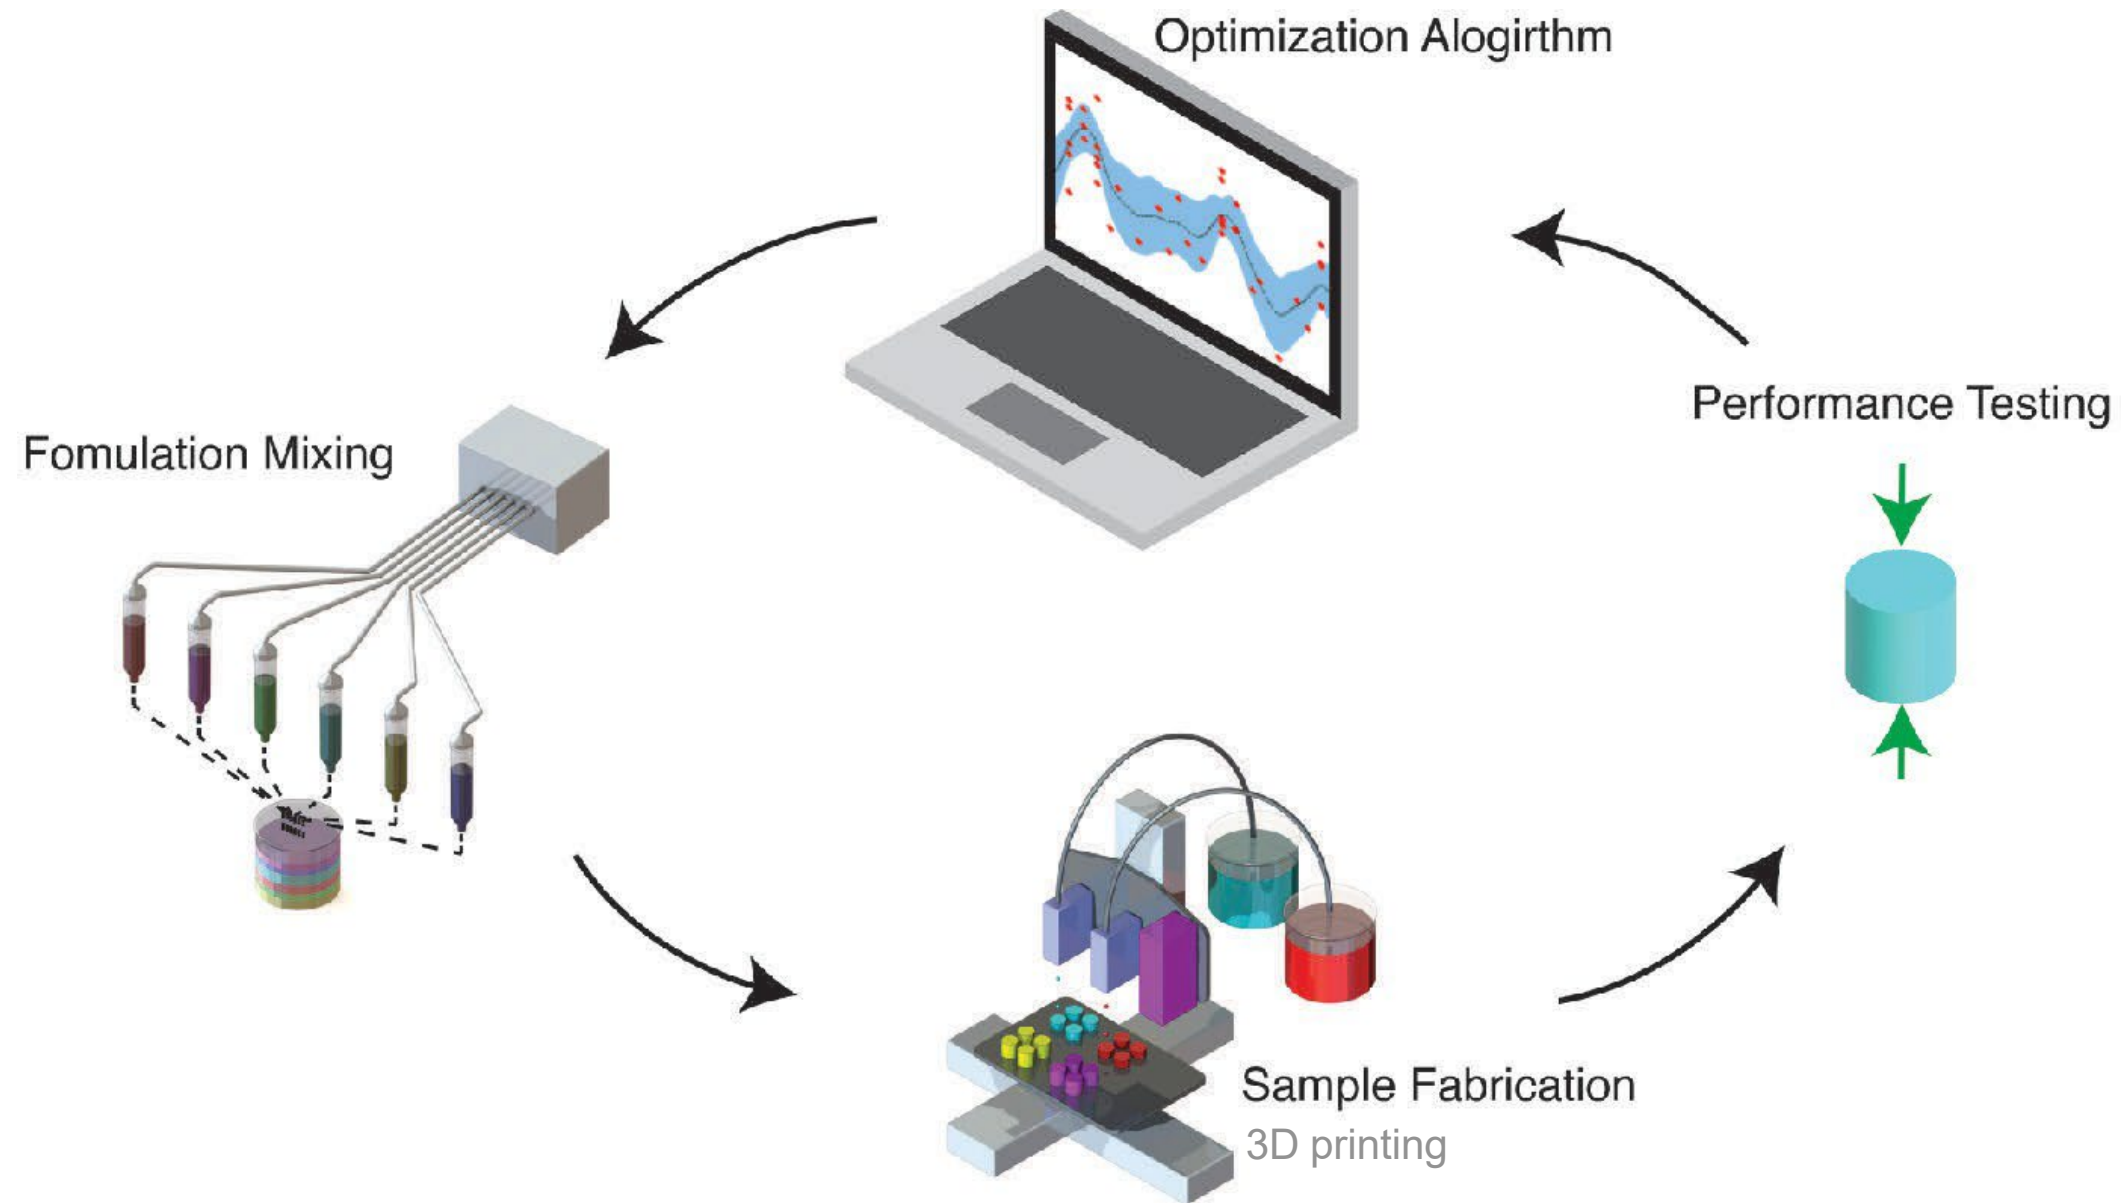 Optimization Alogirthm
Performance Testing
Fomulation Mixing
Sample Fabrication
3D printing